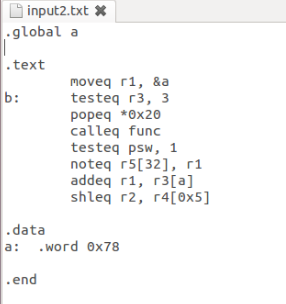 input2.txt
.global a
.text
moveq r1, &a
b: testeq r3, 3
popeq *0x20
calleq func
testeq psw, 1
noteq r5[32], r1
addeq r1, r3[a]
shleq r2, r4[0x5]
.data
a: .word 0x78
.end